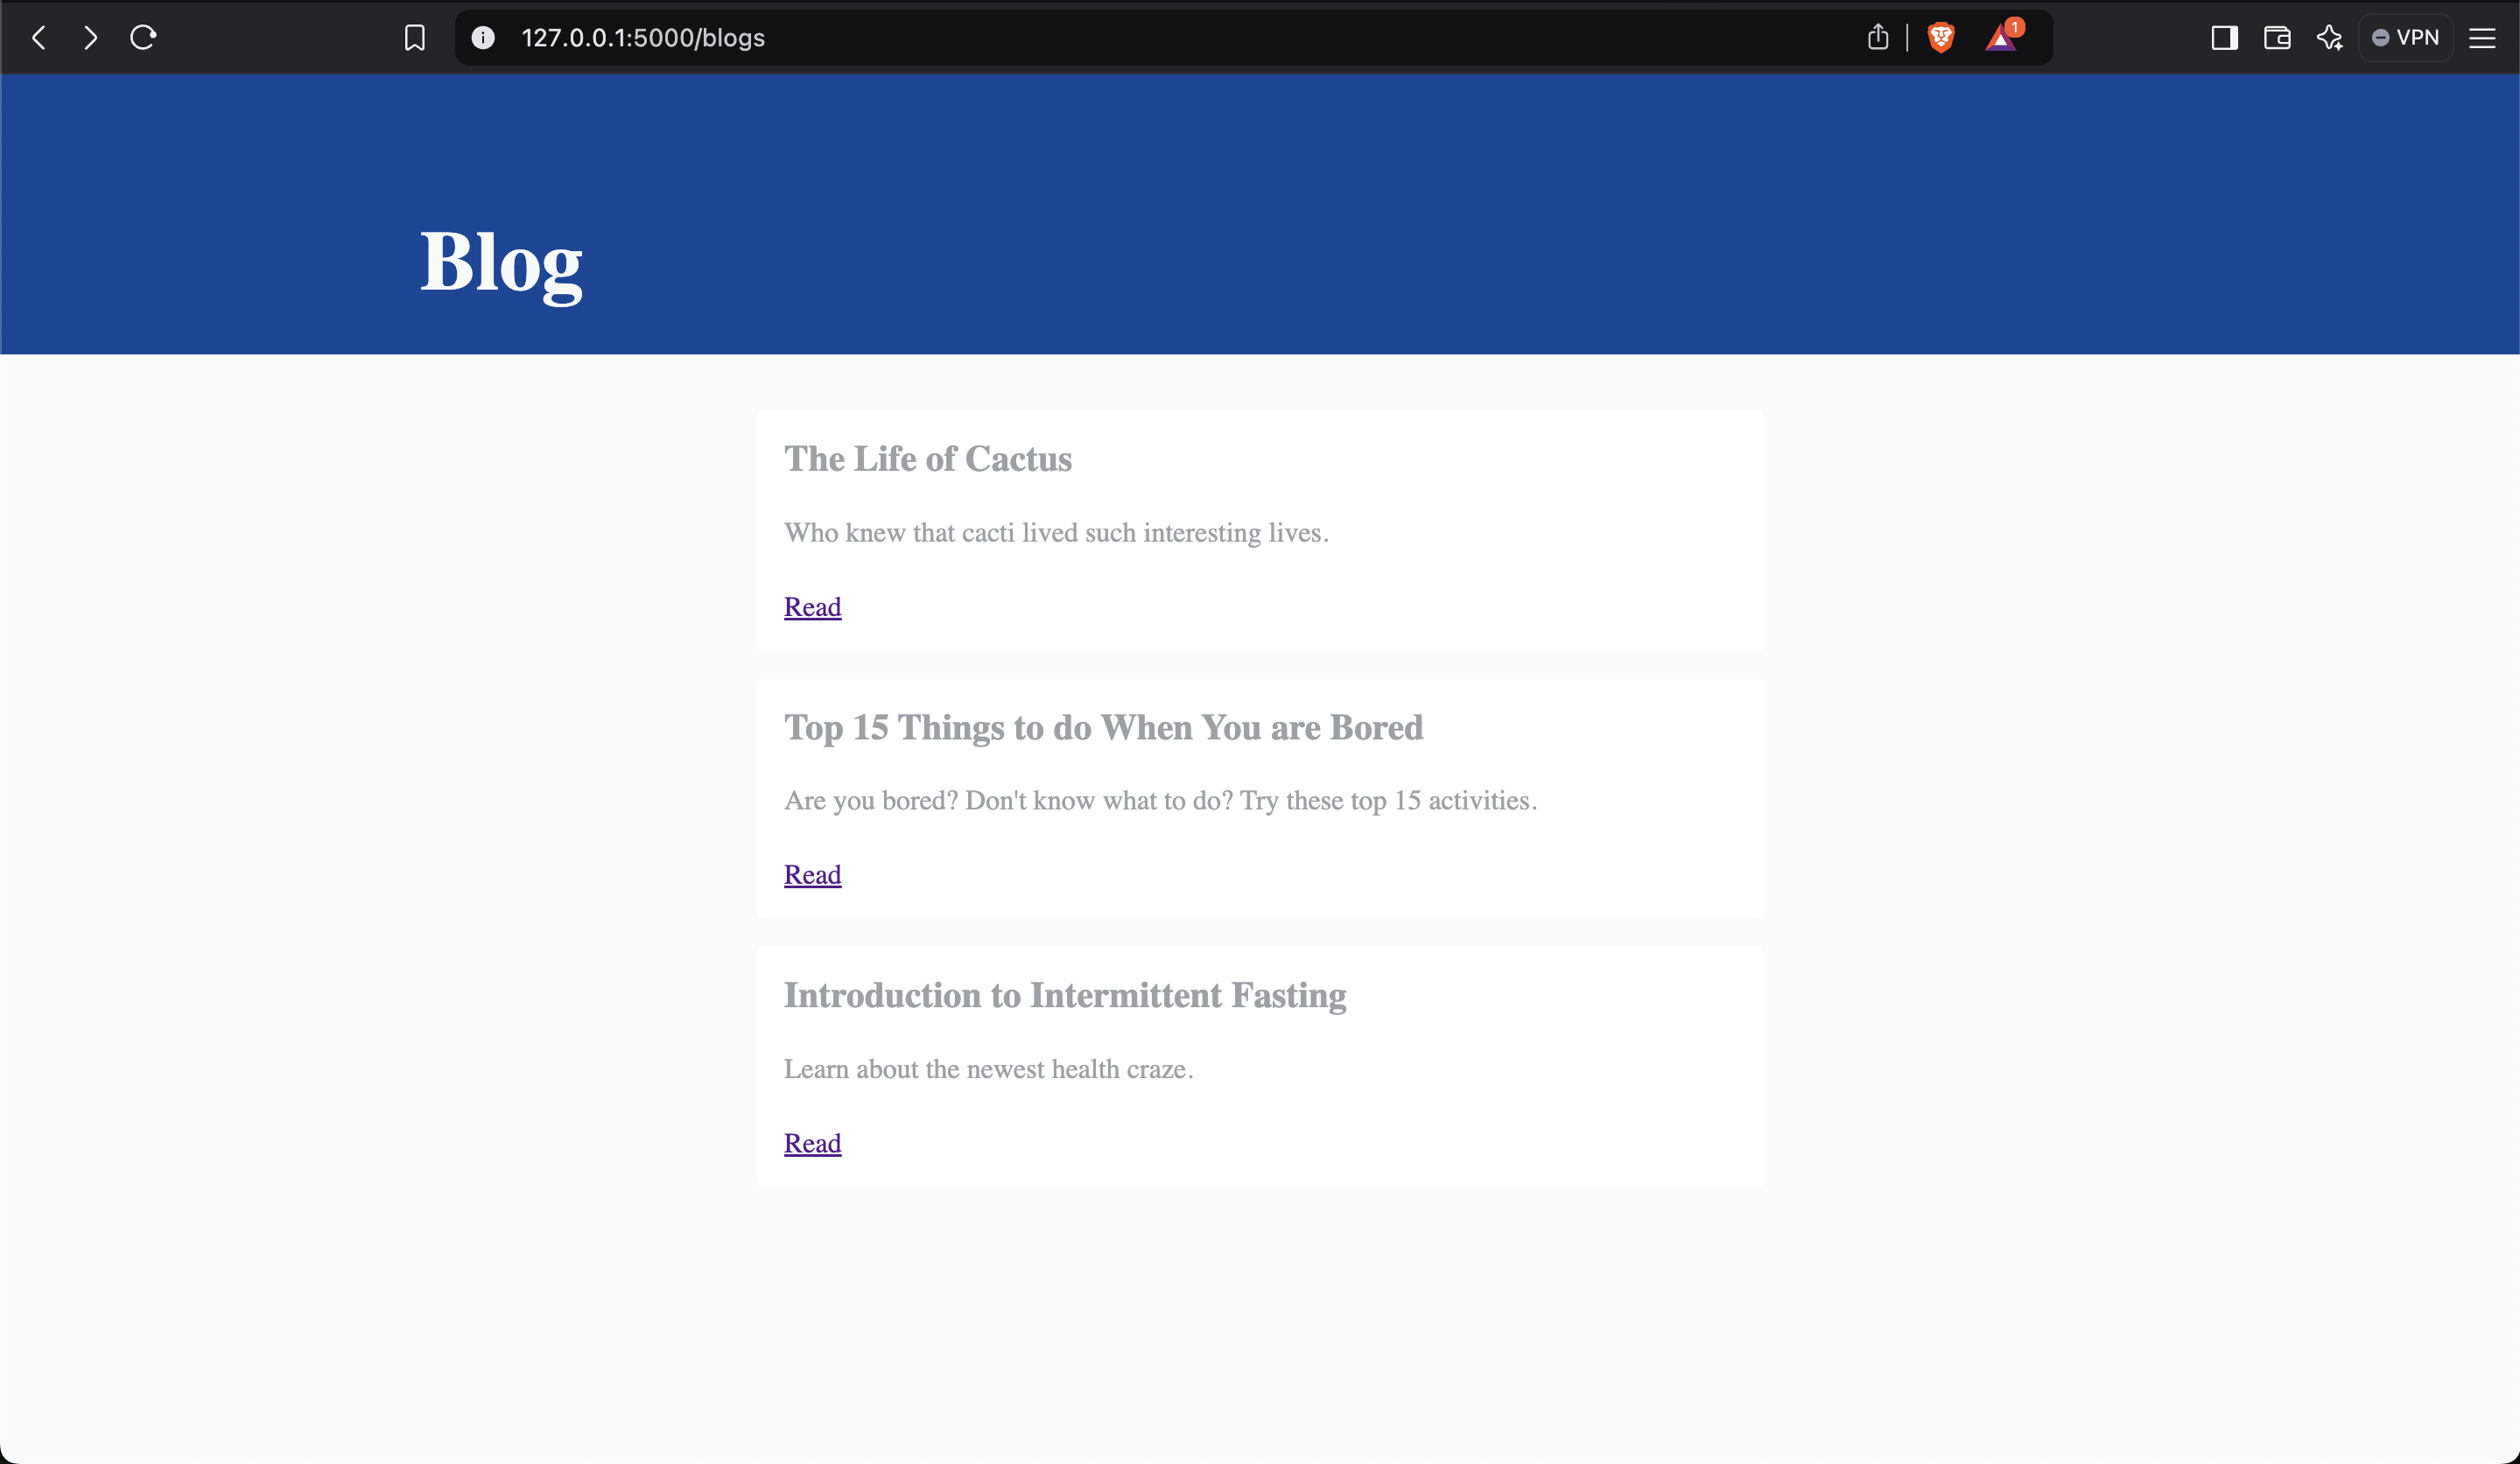 127.0.0.1:5000/blogs
1
VPN
Blog
The Life of Cactus
Who knew that cacti lived such interesting lives.
Read
Top 15 Things to do When You are Bored
Are you bored? Don't know what to do? Try these top 15 activities.
Read
Introduction to Intermittent Fasting
Learn about the newest health craze.
Read